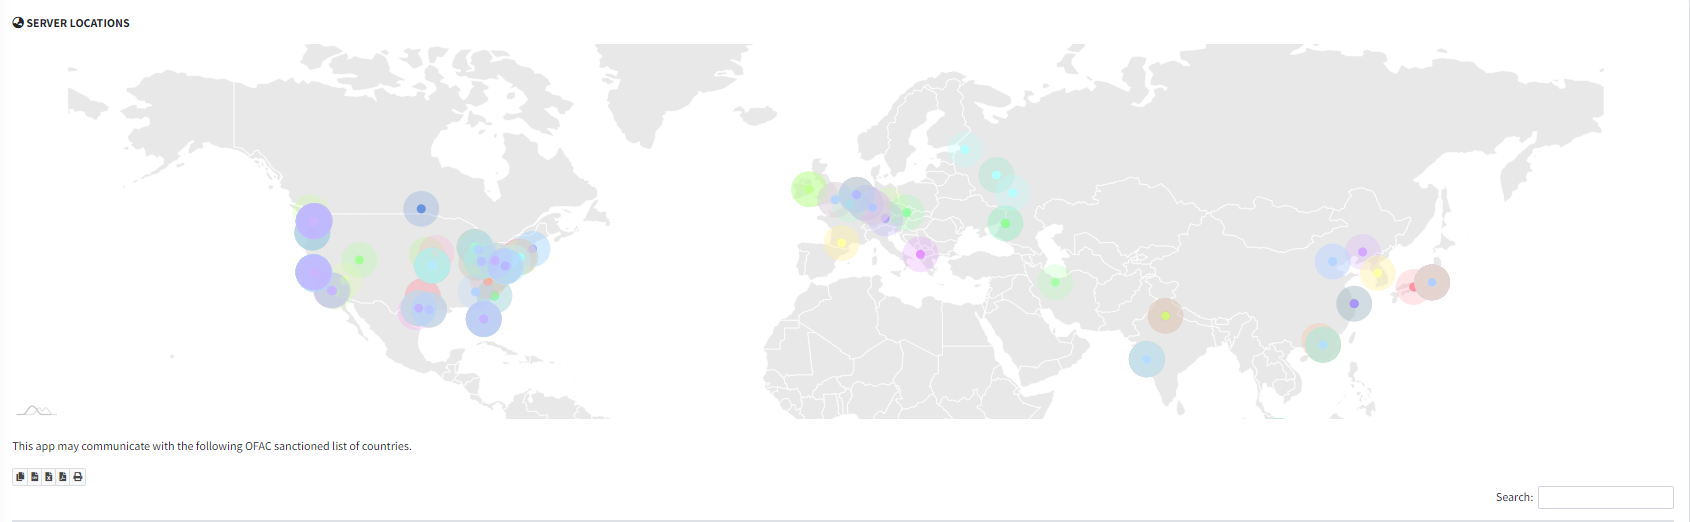 SERVER LOCATIONS
This app may communicate with the following OFAC sanctioned list of countries.
Search: